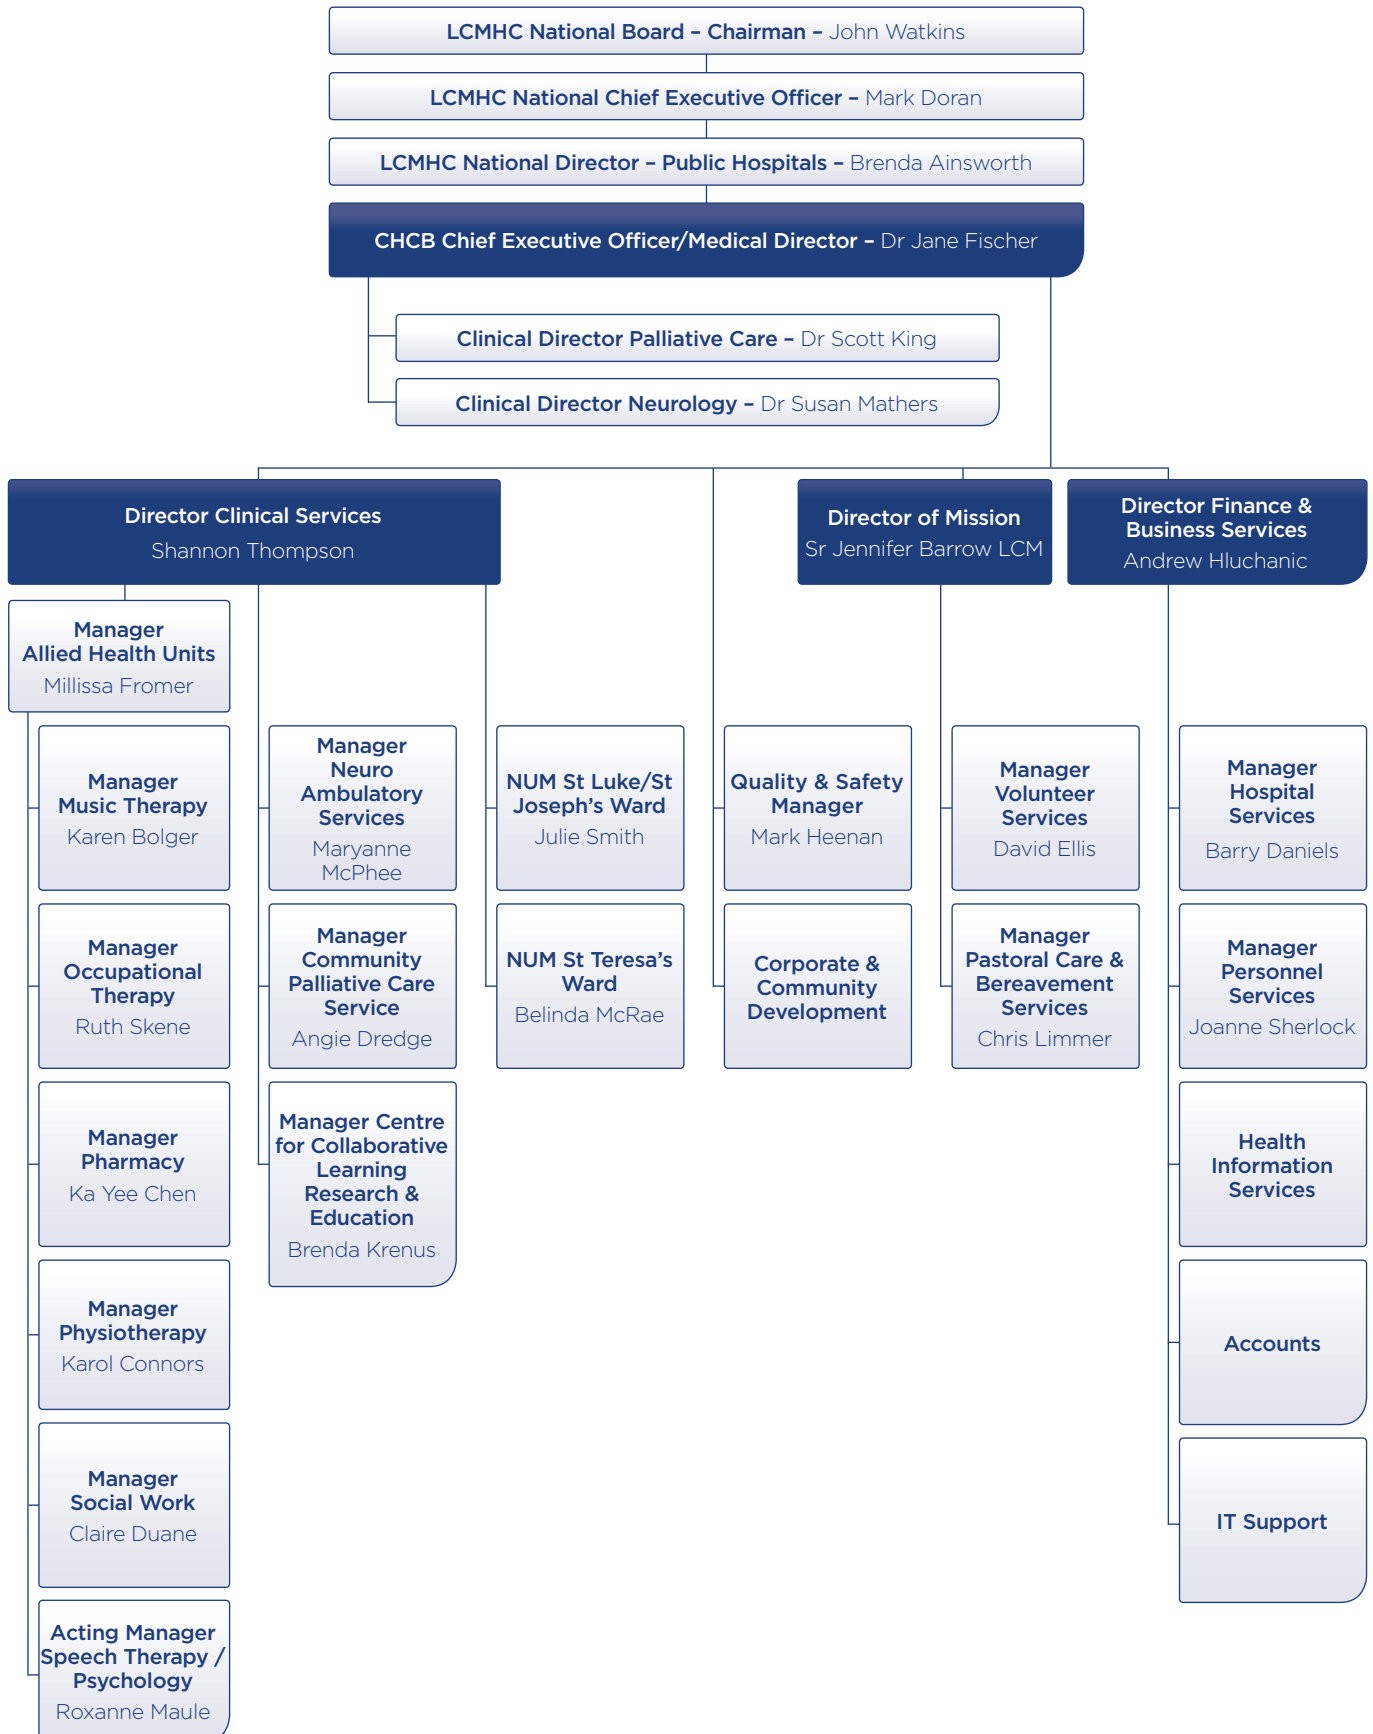 LCMHC National Board – Chairman – John Watkins
LCMHC National Chief Executive Officer – Mark Doran
LCMHC National Director – Public Hospitals – Brenda Ainsworth
CHCB Chief Executive Officer/Medical Director – Dr Jane Fischer
Clinical Director Palliative Care – Dr Scott King
Clinical Director Neurology – Dr Susan Mathers
Director Clinical Services
Shannon Thompson
Director of Mission
Sr Jennifer Barrow LCM
Director Finance &
Business Services
Andrew Hluchanic
Manager
Allied Health Units
Millissa Fromer
Manager
Music Therapy
Karen Bolger
Manager
Neuro
Ambulatory
Services
Maryanne
McPhee
NUM St Luke/St
Joseph’s Ward
Julie Smith
Quality & Safety
Manager
Mark Heenan
Manager
Volunteer
Services
David Ellis
Manager
Hospital
Services
Barry Daniels
Manager
Occupational
Therapy
Ruth Skene
Manager
Community
Palliative Care
Service
Angie Dredge
NUM St Teresa’s
Ward
Belinda McRae
Corporate &
Community
Development
Manager
Pastoral Care &
Bereavement
Services
Chris Limmer
Manager
Personnel
Services
Joanne Sherlock
Manager
Pharmacy
Ka Yee Chen
Manager Centre
for Collaborative
Learning
Research &
Education
Brenda Krenus
Health
Information
Services
Manager
Physiotherapy
Karol Connors
Accounts
Manager
Social Work
Claire Duane
IT Support
Acting Manager
Speech Therapy /
Psychology
Roxanne Maule